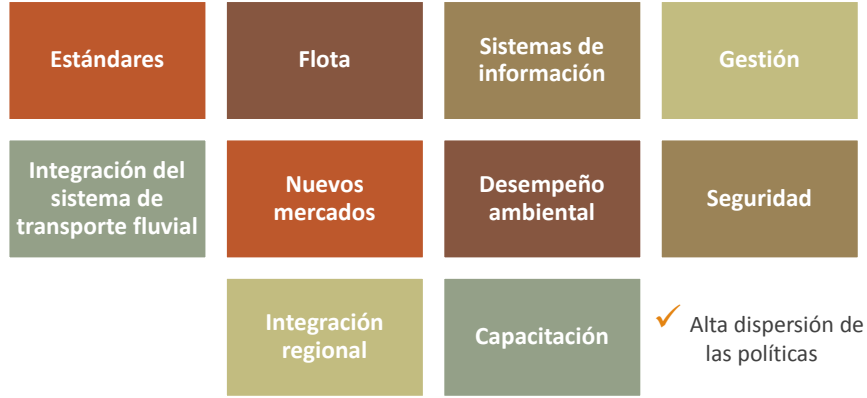 Estándares
Flota
Sistemas de
información
Gestión
Integración del
sistema de
transporte fluvial
Nuevos
mercados
Desempeño
ambiental
Seguridad
Integración
regional
Capacitación
✓ Alta dispersión de
las políticas